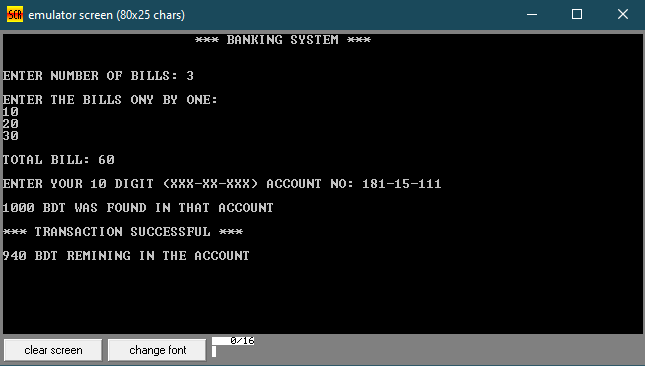 SCR emulator screen (80x25 chars)
*** BANKING SYSTEM ***
ENTER NUMBER OF BILLS: 3
ENTER THE BILLS ONY BY ONE:
10
20
30
TOTAL BILL: 60
ENTER YOUR 10 DIGIT (XXX-XX-XXX) ACCOUNT NO: 181-15-111
1000 BDT WAS FOUND IN THAT ACCOUNT
*** TRANSACTION SUCCESSFUL ***
940 BDT REMINING IN THE ACCOUNT
clear screen change font 0/16